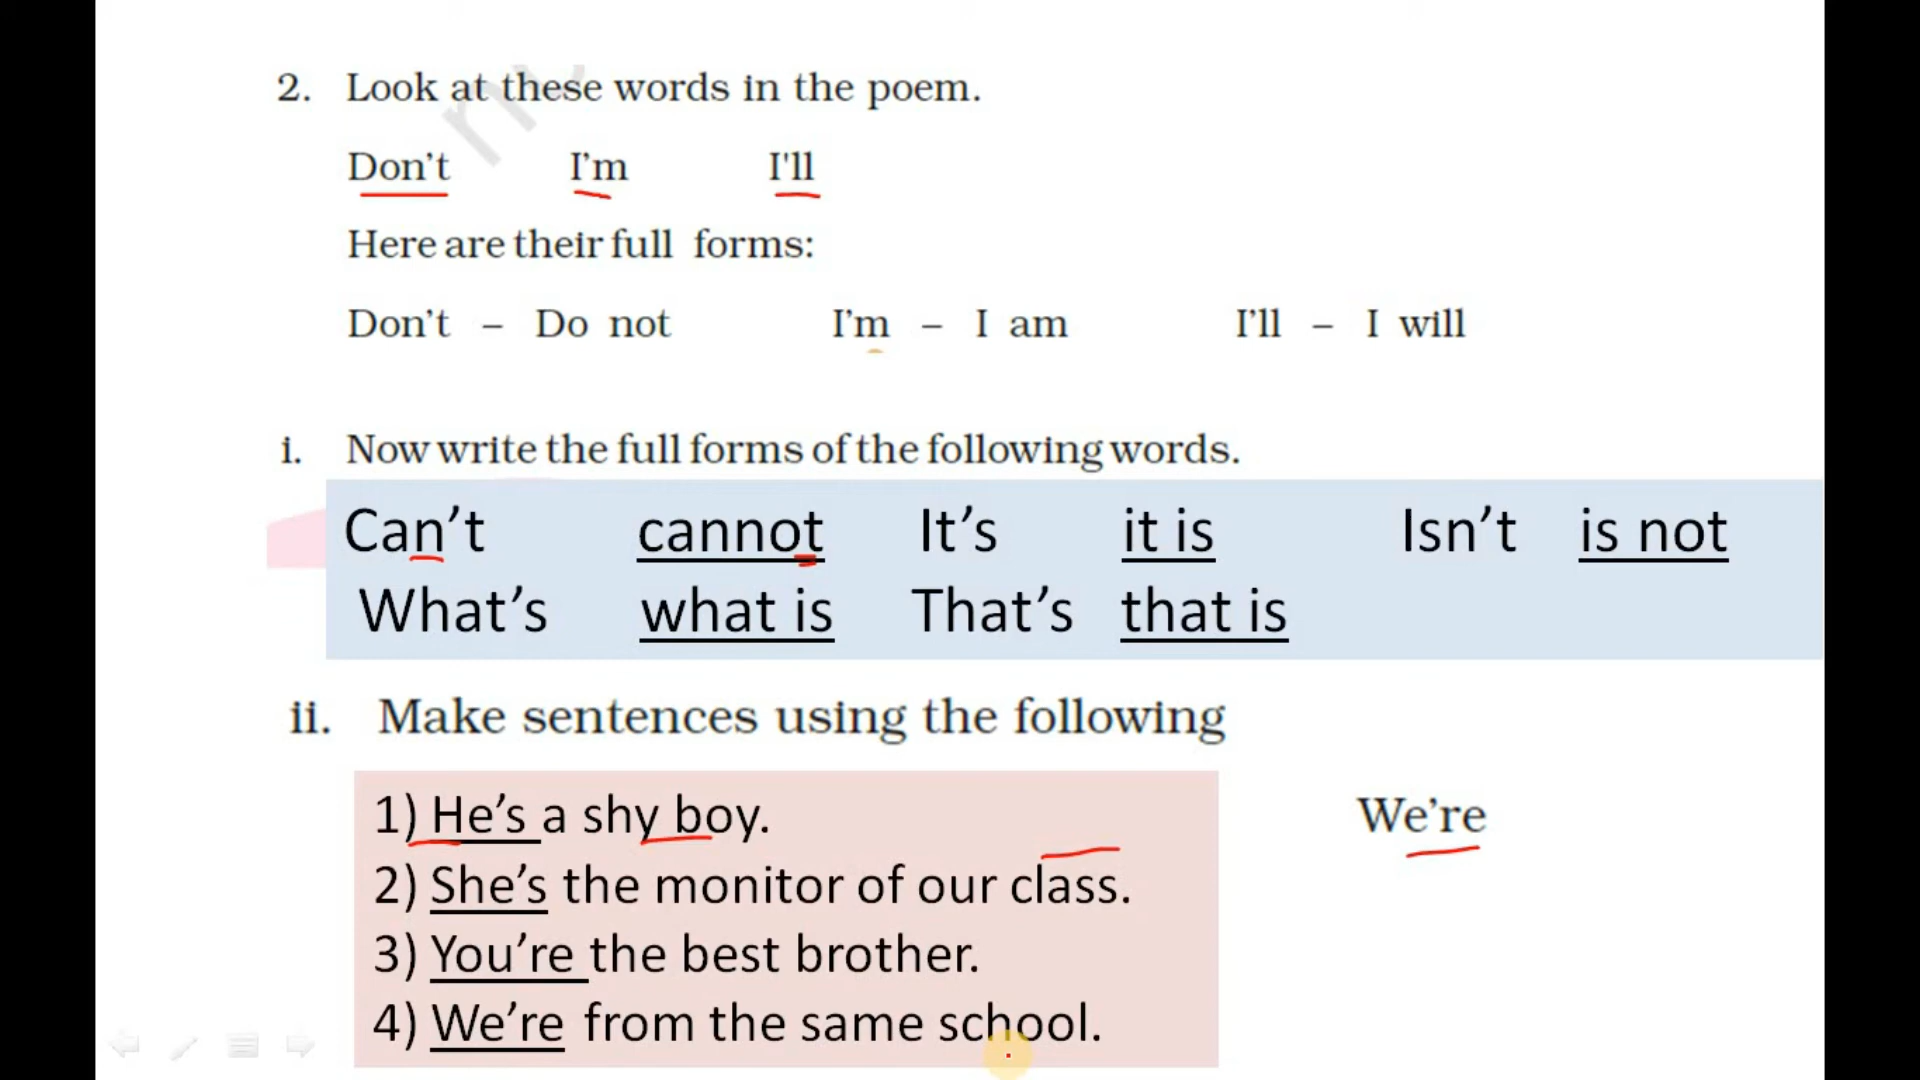 2. Look at these words in the poem.
Don't I'm I'll
Here are their full forms:
Don't – Do not I'm – I am I'll – I will
i. Now write the full forms of the following words.
Can't cannot It's it is Isn't is not
What's what is That's that is
ii. Make sentences using the following
1) He's a shy boy. We're
2) She's the monitor of our class.
3) You're the best brother.
4) We're from the same school.